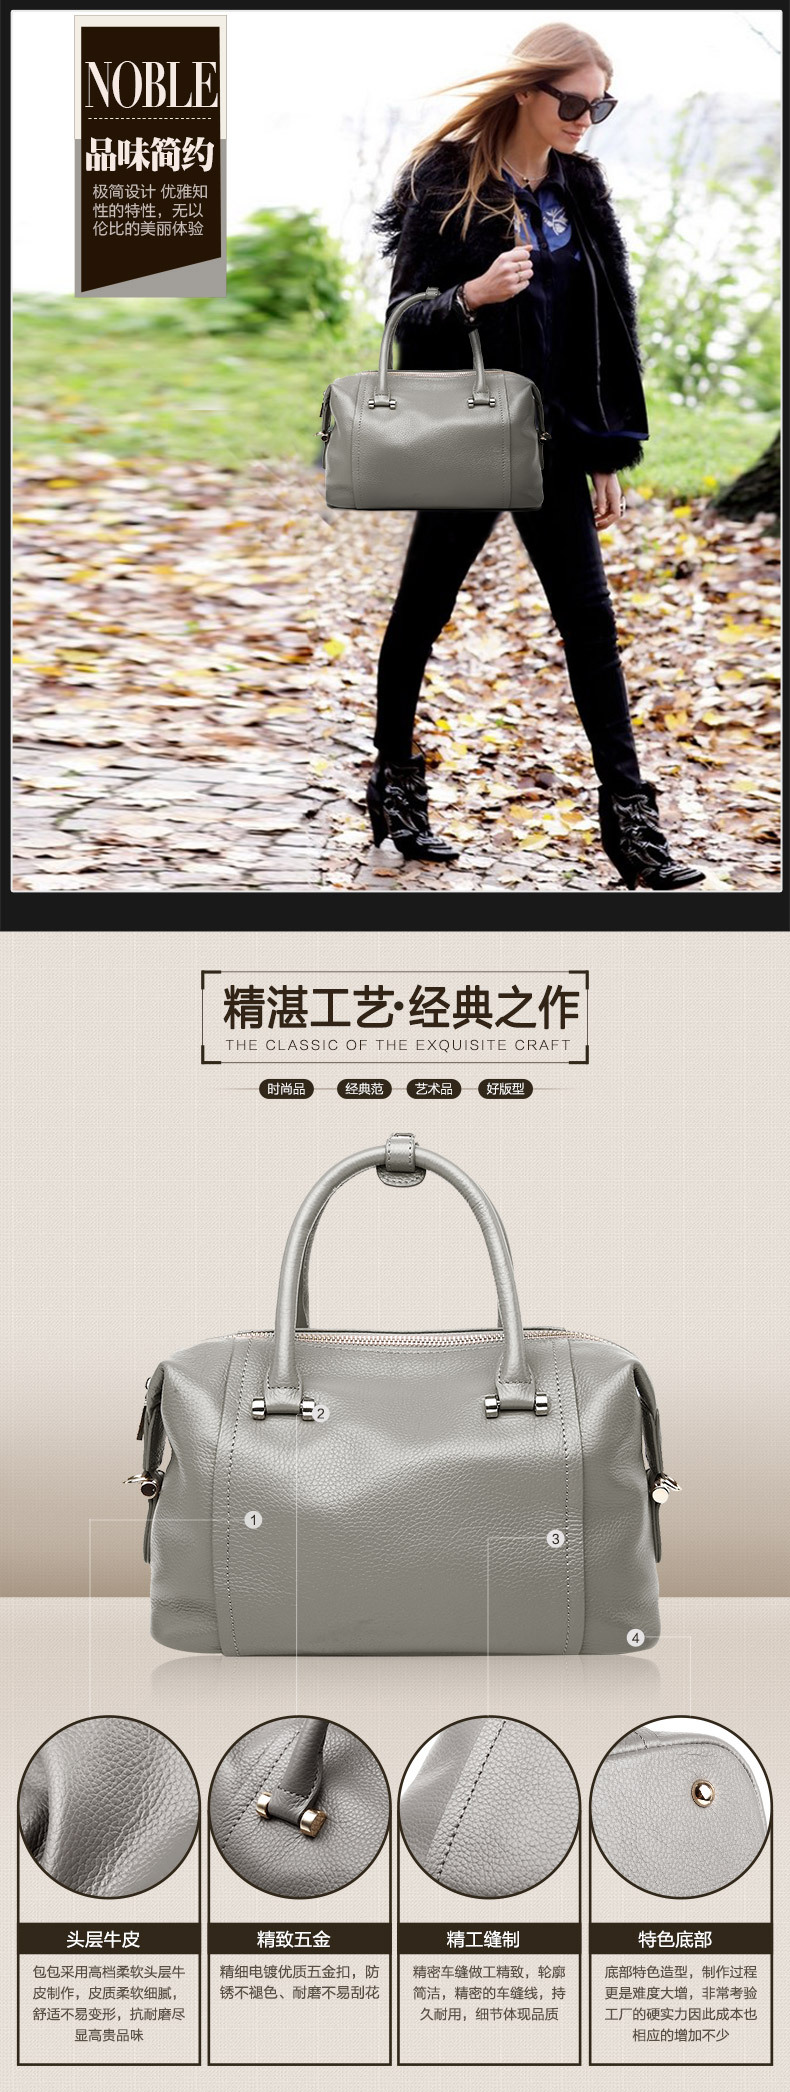 NOBLE
品味简约
极简设计 优雅知
性的特性，无以
伦比的美丽体验
精湛工艺·经典之作
THE CLASSIC OF THE EXQUISITE CRAFT
时尚品 经典范 艺术品 好版型
2
1
3
4
头层牛皮
包包采用高档柔软头层牛
皮制作，皮质柔软细腻，
舒适不易变形，抗耐磨尽
显高贵品味
精致五金
精细电镀优质五金扣，防
锈不褪色、耐磨不易刮花
精工缝制
精密车缝做工精致，轮廓
简洁，精密的车缝线，持
久耐用，细节体现品质
特色底部
底部特色造型，制作过程
更是难度大增，非常考验
工厂的硬实力因此成本也
相应的增加不少